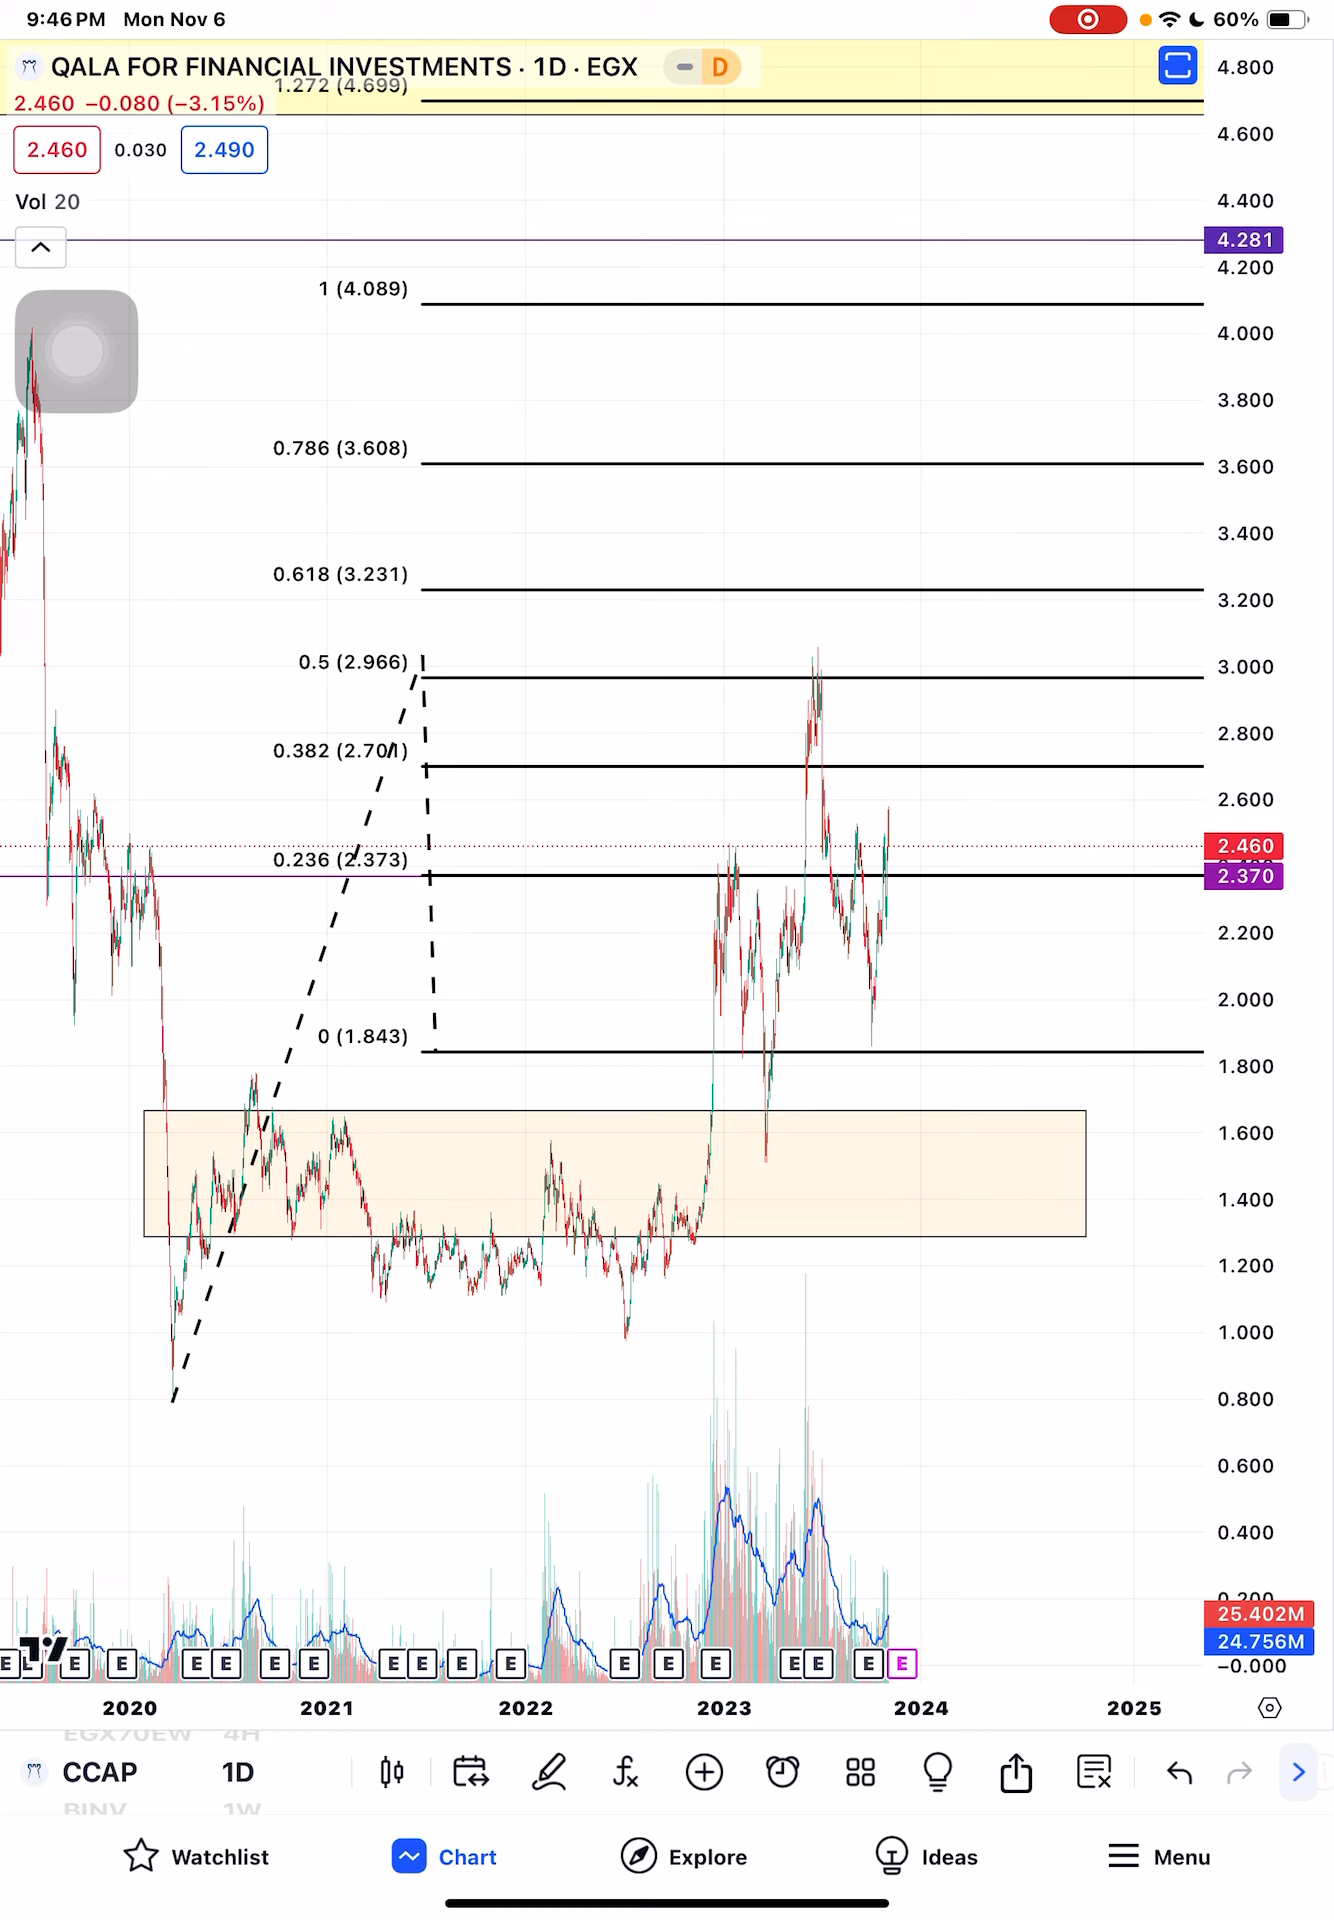 9:46 PM Mon Nov 6
60%
QALA FOR FINANCIAL INVESTMENTS · 1D · EGX
D
1.272 (4.699)
2.460 −0.080 (−3.15%)
2.460 0.030 2.490
Vol 20
4.800
4.600
4.400
4.281
4.200
1 (4.089)
4.000
3.800
0.786 (3.608)
3.600
3.400
0.618 (3.231)
3.200
0.5 (2.966)
3.000
2.800
0.382 (2.701)
2.600
2.460
0.236 (2.373)
2.370
2.200
2.000
0 (1.843)
1.800
1.600
1.400
1.200
1.000
0.800
0.600
0.400
0.200
25.402M
24.756M
−0.000
E E E E E E E E E E E E E E E E E E E
2020 2021 2022 2023 2024 2025
EGX70EW 4H
CCAP 1D
BINV 1W
Watchlist Chart Explore Ideas Menu